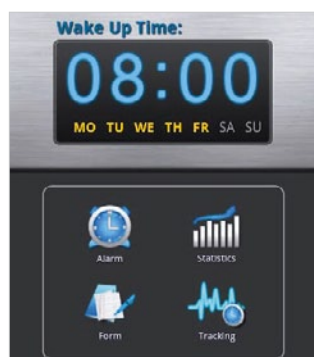 Wake Up Time:
08:00
MO TU WE TH FR SA SU
Alarm Statistics
Form Tracking